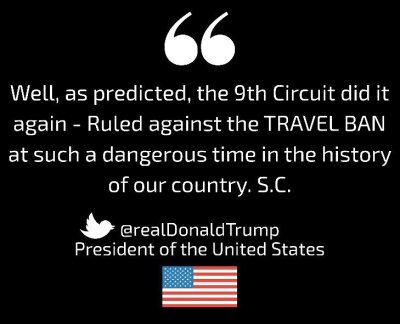 Well, as predicted, the 9th Circuit did it
again - Ruled against the TRAVEL BAN
at such a dangerous time in the history
of our country. S.C.
@realDonaldTrump
President of the United States